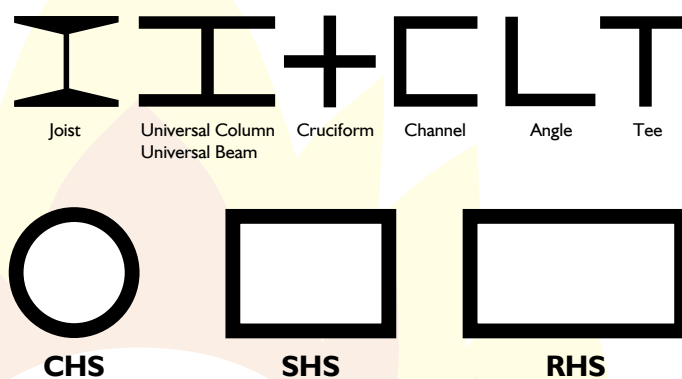 Joist
Universal Column
Universal Beam
Cruciform
Channel
Angle
Tee
CHS
SHS
RHS